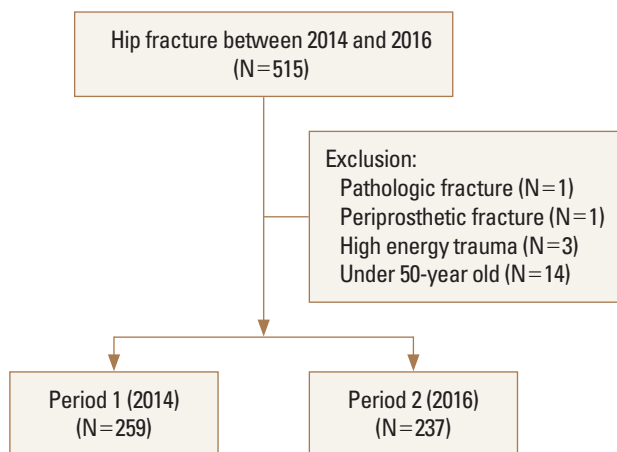 Hip fracture between 2014 and 2016
(N=515)
Exclusion:
Pathologic fracture (N=1)
Periprosthetic fracture (N=1)
High energy trauma (N=3)
Under 50-year old (N=14)
Period 1 (2014)
(N=259)
Period 2 (2016)
(N=237)